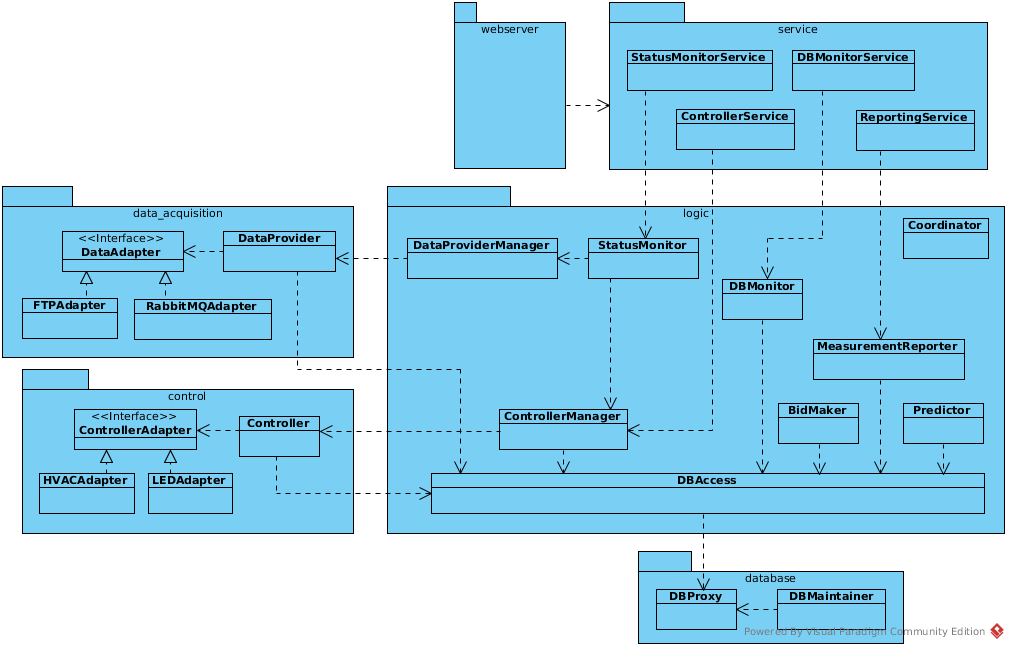 webserver
service
StatusMonitorService
DBMonitorService
ControllerService
ReportingService
data_acquisition
<<Interface>>
DataAdapter
DataProvider
FTPAdapter
RabbitMQAdapter
logic
Coordinator
DataProviderManager
StatusMonitor
DBMonitor
MeasurementReporter
control
<<Interface>>
ControllerAdapter
Controller
HVACAdapter
LEDAdapter
ControllerManager
BidMaker
Predictor
DBAccess
database
DBProxy
DBMaintainer
Powered By Visual Paradigm Community Edition